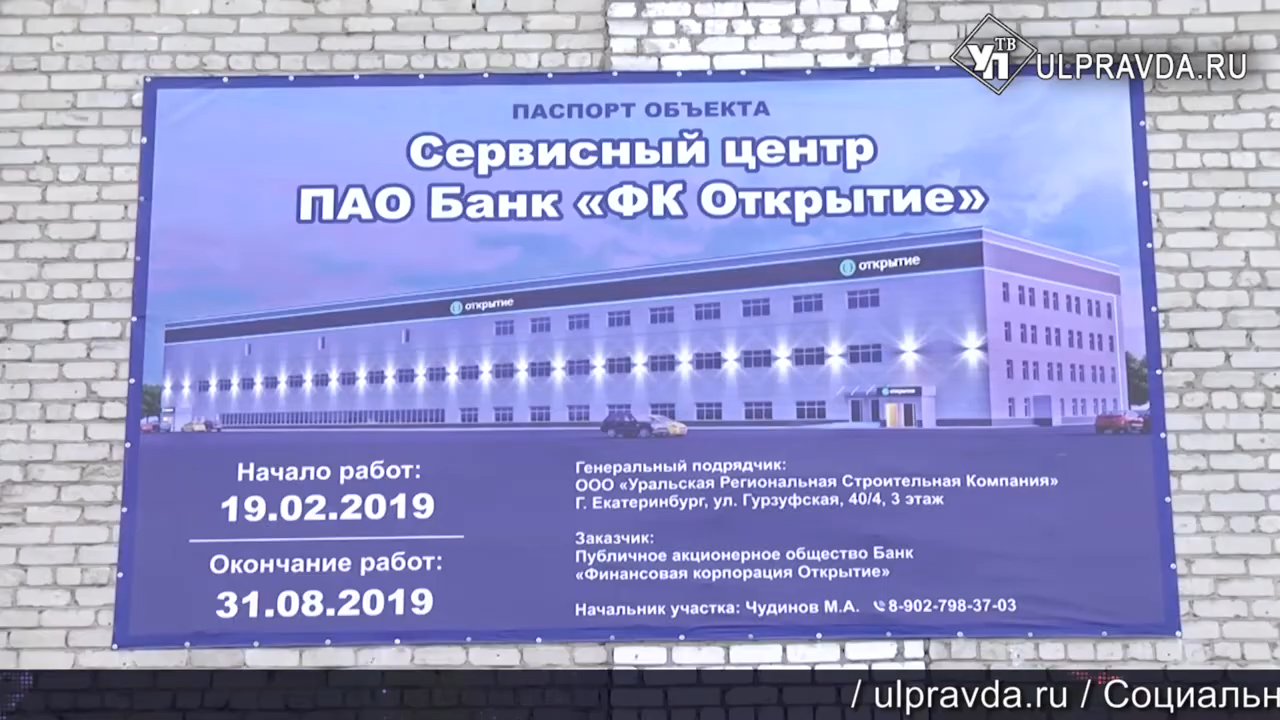 УП ТВ ULPRAVDA.RU
ПАСПОРТ ОБЪЕКТА
Сервисный центр
ПАО Банк «ФК Открытие»
открытие
открытие
открытие
Начало работ:
19.02.2019
Окончание работ:
31.08.2019
Генеральный подрядчик:
ООО «Уральская Региональная Строительная Компания»
Г. Екатеринбург, ул. Гурзуфская, 40/4, 3 этаж
Заказчик:
Публичное акционерное общество Банк
«Финансовая корпорация Открытие»
Начальник участка: Чудинов М.А. 8-902-798-37-03
/ ulpravda.ru / Социальн